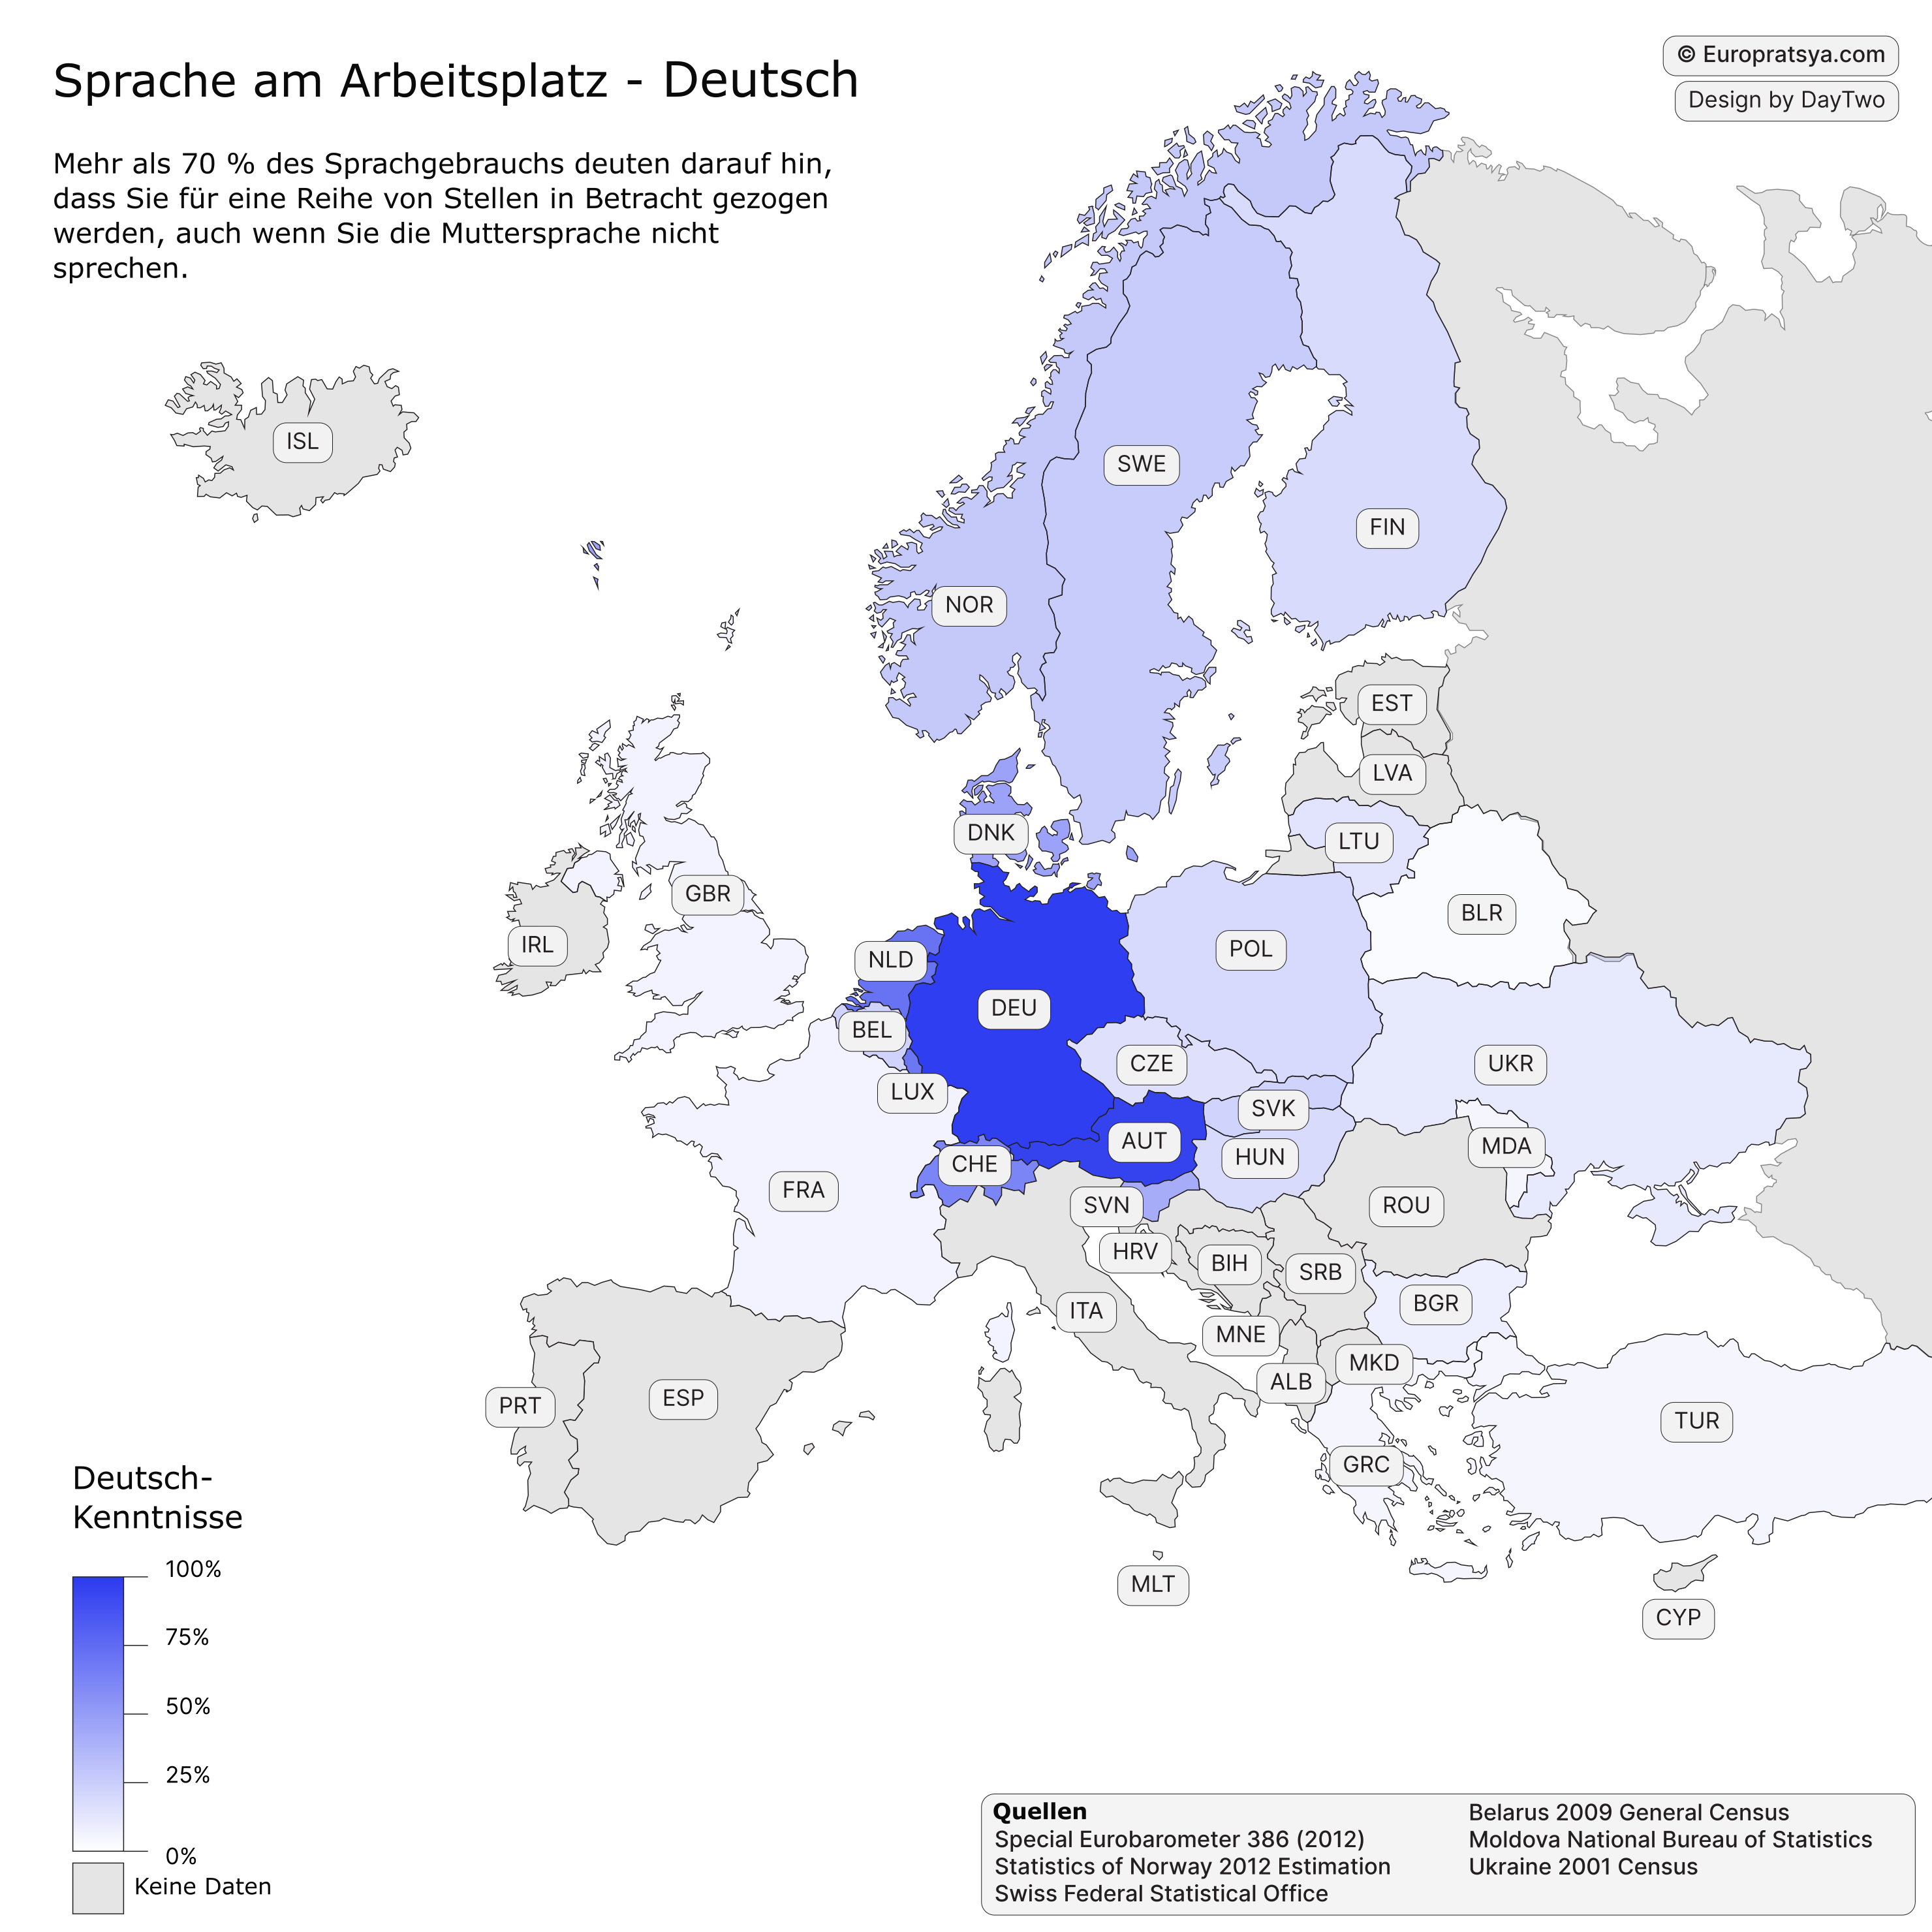 Sprache am Arbeitsplatz - Deutsch
© Europratsya.com
Design by DayTwo
Mehr als 70 % des Sprachgebrauchs deuten darauf hin,
dass Sie für eine Reihe von Stellen in Betracht gezogen
werden, auch wenn Sie die Muttersprache nicht
sprechen.
ISL
SWE
FIN
NOR
EST
LVA
DNK
LTU
GBR
BLR
IRL
POL
NLD
DEU
BEL
CZE
UKR
LUX
SVK
AUT
MDA
HUN
CHE
FRA
SVN
ROU
HRV
BIH
SRB
BGR
ITA
MNE
MKD
ALB
ESP
PRT
TUR
GRC
MLT
CYP
Deutsch-
Kenntnisse
100%
75%
50%
25%
0%
Keine Daten
Quellen
Special Eurobarometer 386 (2012)
Statistics of Norway 2012 Estimation
Swiss Federal Statistical Office
Belarus 2009 General Census
Moldova National Bureau of Statistics
Ukraine 2001 Census